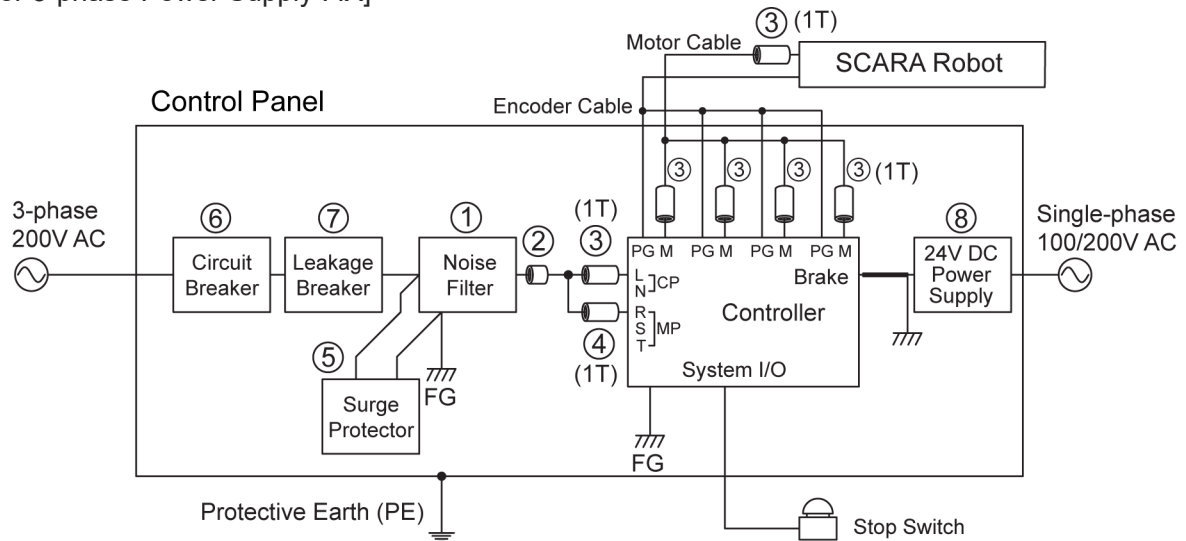 er 3-phase Power Supply MX]
③ (1T)
Motor Cable
SCARA Robot
Control Panel
Encoder Cable
③ ③ ③ ③ (1T)
3-phase
200V AC
⑥ ⑦ ① ② (1T)
③
⑧
Single-phase
100/200V AC
Circuit
Breaker
Leakage
Breaker
Noise
Filter
PG M PG M PG M PG M
L
N
CP
R
S
T
MP
Brake
Controller
System I/O
24V DC
Power
Supply
④
(1T)
⑤
Surge
Protector
FG
FG
Protective Earth (PE)
Stop Switch